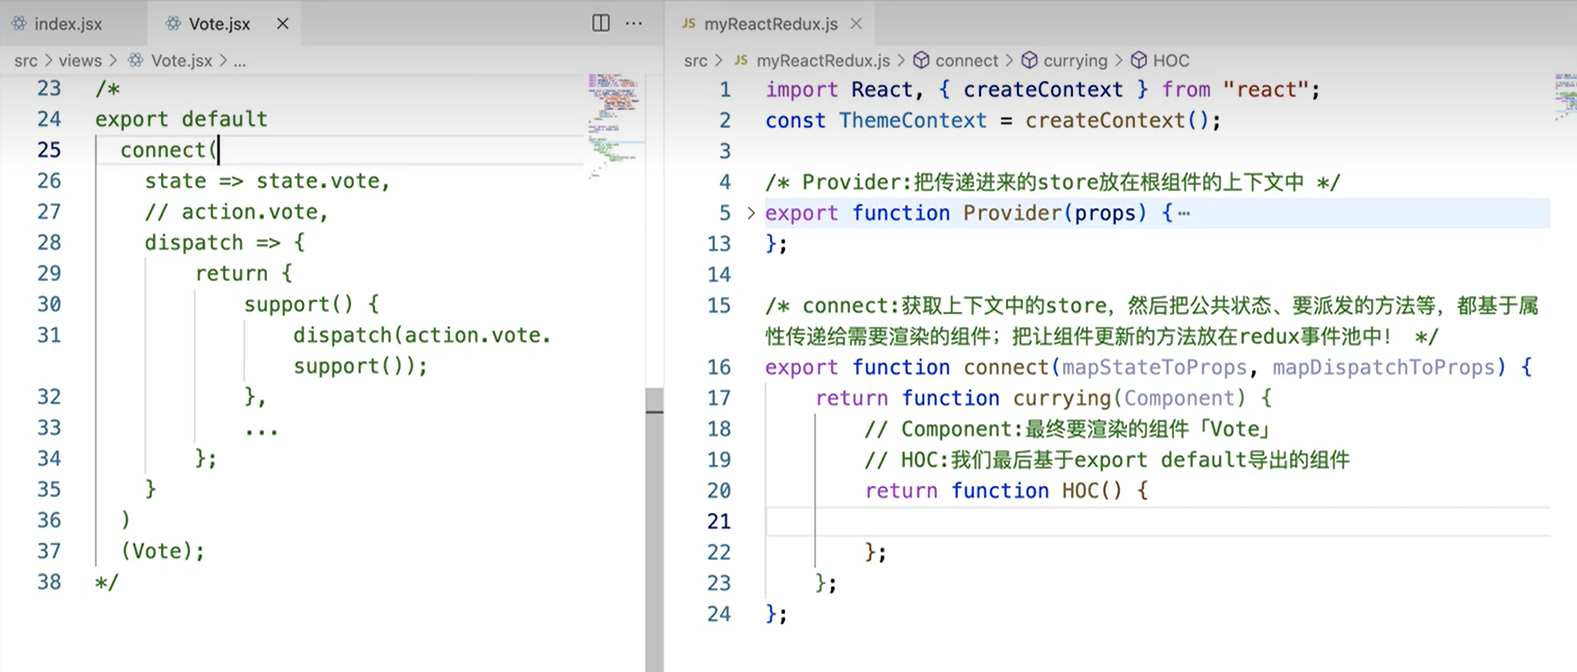 index.jsx
Vote.jsx
src > views > Vote.jsx > ...
23 /*
24 export default
25 connect(
26 state => state.vote,
27 // action.vote,
28 dispatch => {
29 return {
30 support() {
31 dispatch(action.vote.
support());
32 },
33 ...
34 };
35 }
36 )
37 (Vote);
38 */
JS myReactRedux.js
src > JS myReactRedux.js > connect > currying > HOC
1 import React, { createContext } from "react";
2 const ThemeContext = createContext();
3
4 /* Provider:把传递进来的store放在根组件的上下文中 */
5 export function Provider(props) {…
13 };
14
15 /* connect:获取上下文中的store，然后把公共状态、要派发的方法等，都基于属
性传递给需要渲染的组件；把让组件更新的方法放在redux事件池中！ */
16 export function connect(mapStateToProps, mapDispatchToProps) {
17 return function currying(Component) {
18 // Component:最终要渲染的组件「Vote」
19 // HOC:我们最后基于export default导出的组件
20 return function HOC() {
21
22 };
23 };
24 };